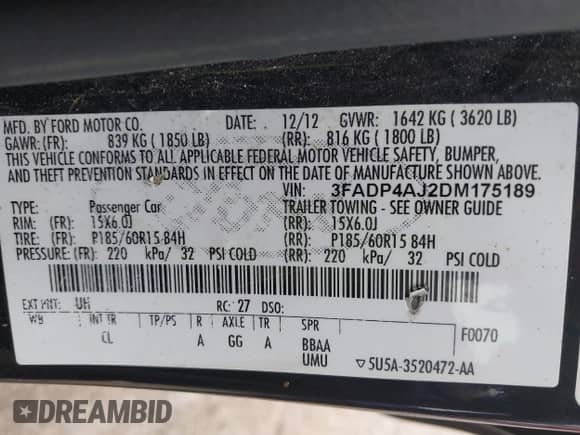 MFD. BY FORD MOTOR CO. DATE: 12/12 GVWR: 1642 KG ( 3620 LB)
GAWR: (FR): 839 KG ( 1850 LB) (RR): 816 KG ( 1800 LB)
THIS VEHICLE CONFORMS TO ALL APPLICABLE FEDERAL MOTOR VEHICLE SAFETY, BUMPER,
AND THEFT PREVENTION STANDARDS IN EFFECT ON THE DATE OF MANUFACTURE SHOWN ABOVE.
VIN: 3FADP4AJ2DM175189
TYPE: Passenger Car TRAILER TOWING - SEE OWNER GUIDE
RIM: (FR): 15X6.0J (RR): 15X6.0J
TIRE: (FR): P185/60R15 84H (RR): P185/60R15 84H
PRESSURE: (FR): 220 kPa/ 32 PSI COLD (RR): 220 kPa/ 32 PSI COLD
EXT PNT: UH RC: 27 DSO:
WB INT TR TP/PS R AXLE TR SPR F0070
CL A GG A BBAA
UMU ▽5U5A-3520472-AA
DREAMBID